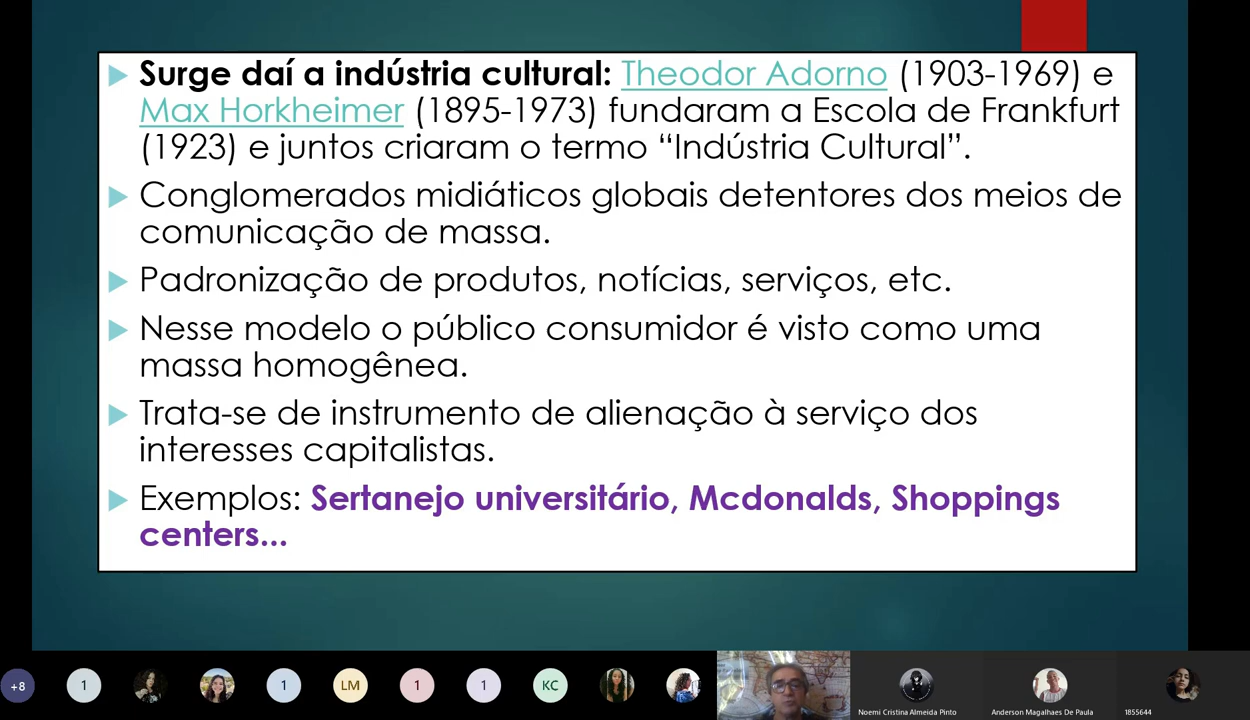 Surge daí a indústria cultural: Theodor Adorno (1903-1969) e
Max Horkheimer (1895-1973) fundaram a Escola de Frankfurt
(1923) e juntos criaram o termo “Indústria Cultural”.
Conglomerados midiáticos globais detentores dos meios de
comunicação de massa.
Padronização de produtos, notícias, serviços, etc.
Nesse modelo o público consumidor é visto como uma
massa homogênea.
Trata-se de instrumento de alienação à serviço dos
interesses capitalistas.
Exemplos: Sertanejo universitário, Mcdonalds, Shoppings
centers...
+8 1 1 LM 1 1 KC
Noemi Cristina Almeida Pinto Anderson Magalhaes De Paula 1855644